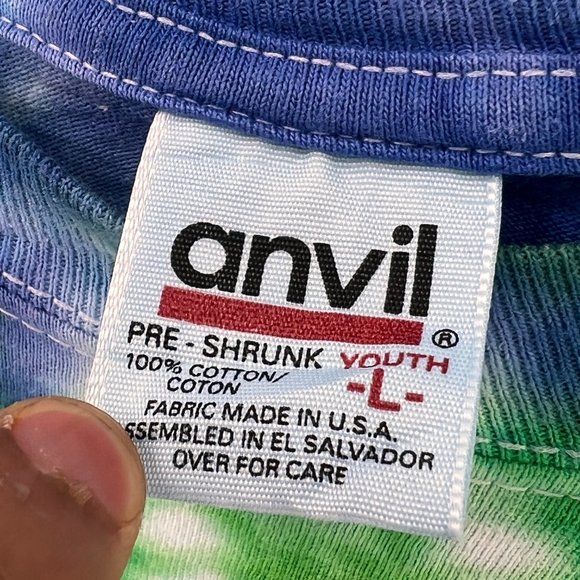 anvil®
PRE-SHRUNK YOUTH
100% COTTON/
COTON -L-
FABRIC MADE IN U.S.A.
SSEMBLED IN EL SALVADOR
OVER FOR CARE